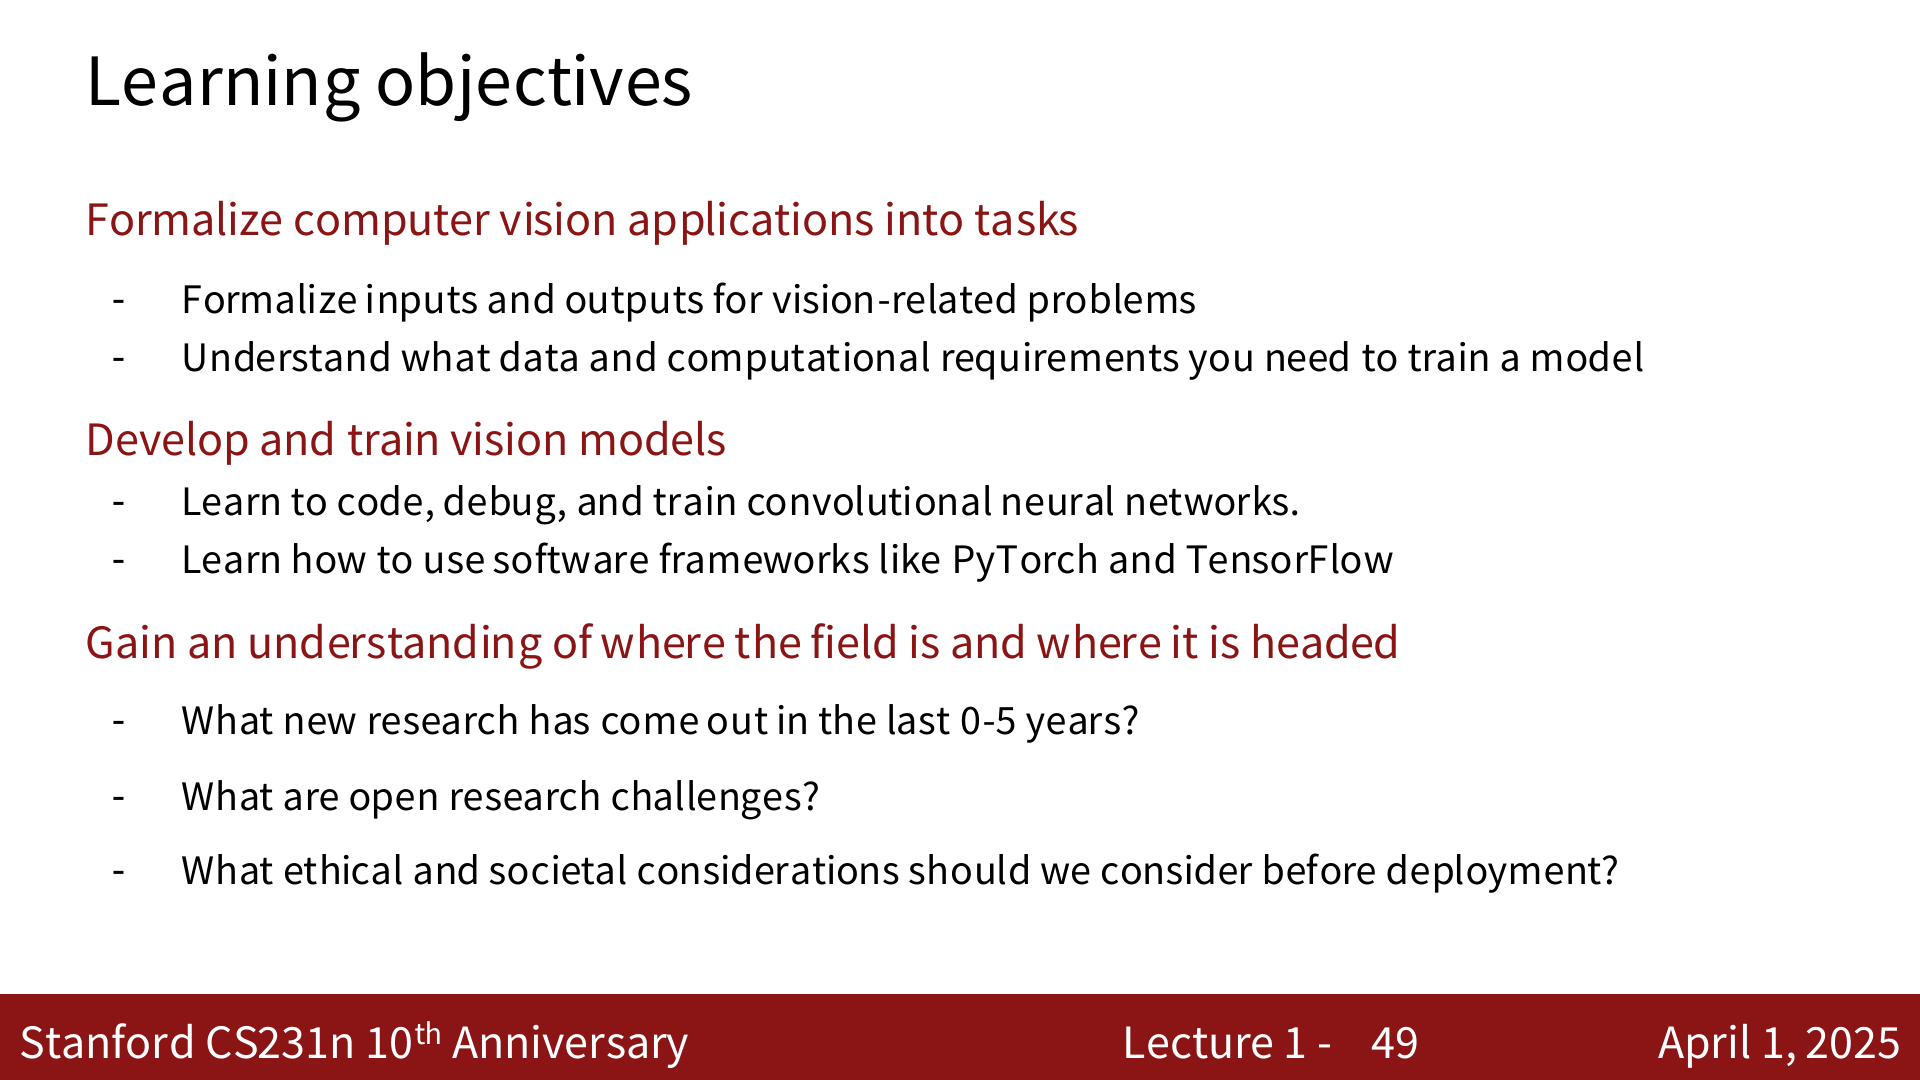 Learning objectives
Formalize computer vision applications into tasks
- Formalize inputs and outputs for vision-related problems
- Understand what data and computational requirements you need to train a model
Develop and train vision models
- Learn to code, debug, and train convolutional neural networks.
- Learn how to use software frameworks like PyTorch and TensorFlow
Gain an understanding of where the field is and where it is headed
- What new research has come out in the last 0-5 years?
- What are open research challenges?
- What ethical and societal considerations should we consider before deployment?
Stanford CS231n 10th Anniversary Lecture 1 - 49 April 1, 2025